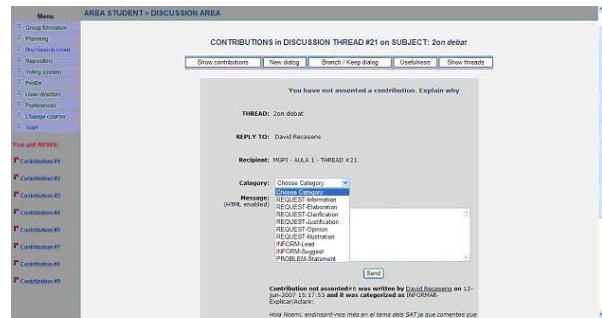 Menu
AREA STUDENT > DISCUSSION AREA
Group formation
Planning
Discussion room
Repository
Voting system
Profile
User direction
Preferences
Change course
Start
You got NEWS:
Contribution #1
Contribution #2
Contribution #3
Contribution #4
Contribution #5
Contribution #7
Contribution #8
Contribution #9
CONTRIBUTIONS in DISCUSSION THREAD #21 on SUBJECT: 2on debat
Show contributions New dialog Branch / Keep dialog Usefulness Show threads
You have not assented a contribution. Explain why
THREAD: 2on debat
REPLY TO: David Recasens
Recipient: MGPI - AULA 1 - THREAD #21
Category: Choose Category:
Choose Category:
REQUEST-Information
REQUEST-Elaboration
REQUEST-Clarification
REQUEST-Justification
REQUEST-Opinion
REQUEST-Illustration
INFORM-Lead
INFORM-Suggest
PROBLEM-Statement
Message:
(HTML enabled)
Send
Contribution not assented#6 was written by David Recasens on 12-
jun-2007 15:17:53 and it was categorized as INFORMAR-
Explicar/Aclarir:
Hola Noemi, endinsant-nos més en el tema dels SAT ja que comentes que